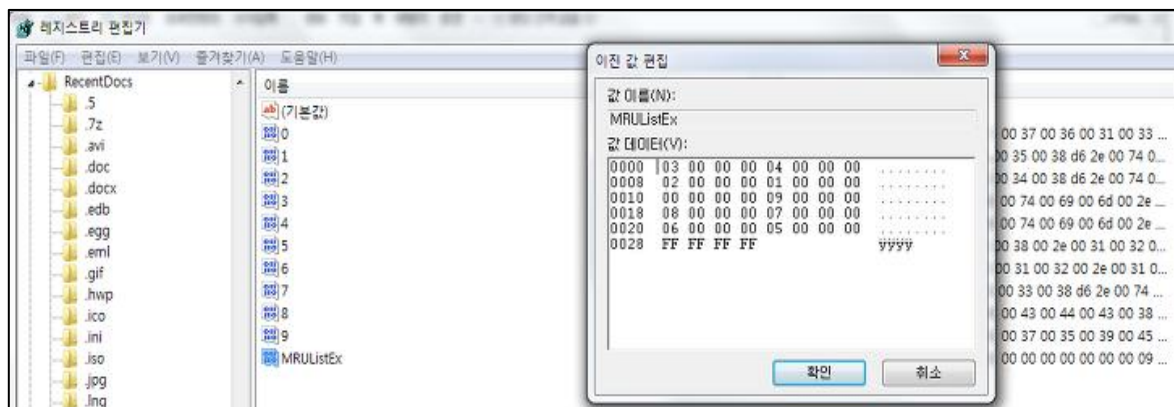 레지스트리 편집기
파일(F) 편집(E) 보기(V) 즐겨찾기(A) 도움말(H)
RecentDocs
.5
.7z
.avi
.doc
.docx
.edb
.egg
.eml
.gif
.hwp
.ico
.ini
.iso
.jpg
.lng
이름
(기본값)
0
1
2
3
4
5
6
7
8
9
MRUListEx
이진 값 편집
값 이름(N):
MRUListEx
값 데이터(V):
0000 03 00 00 00 04 00 00 00 ........
0008 02 00 00 00 01 00 00 00 ........
0010 00 00 00 00 09 00 00 00 ........
0018 08 00 00 00 07 00 00 00 ........
0020 06 00 00 00 05 00 00 00 ........
0028 FF FF FF FF ÿÿÿÿ
확인 취소
00 37 00 36 00 31 00 33 ...
00 35 00 38 d6 2e 00 74 0...
00 34 00 38 d6 2e 00 74 0...
00 74 00 69 00 6d 00 2e ...
00 74 00 69 00 6d 00 2e ...
00 38 00 2e 00 31 00 32 0...
00 31 00 32 00 2e 00 31 0...
00 33 00 38 d6 2e 00 74 ...
00 43 00 44 00 43 00 38 ...
00 37 00 35 00 39 00 45 ...
00 00 00 00 00 00 00 09 ...